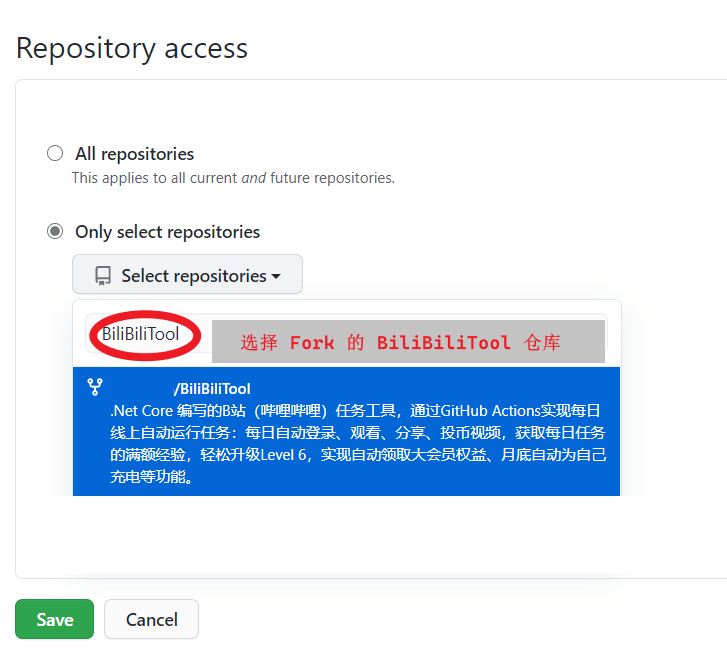 Repository access
All repositories
This applies to all current and future repositories.
Only select repositories
Select repositories
BiliBiliTool
选择 Fork 的 BiliBiliTool 仓库
/BiliBiliTool
.Net Core 编写的B站（哔哩哔哩）任务工具，通过GitHub Actions实现每日
线上自动运行任务：每日自动登录、观看、分享、投币视频，获取每日任务
的满额经验，轻松升级Level 6，实现自动领取大会员权益、月底自动为自己
充电等功能。
Save
Cancel